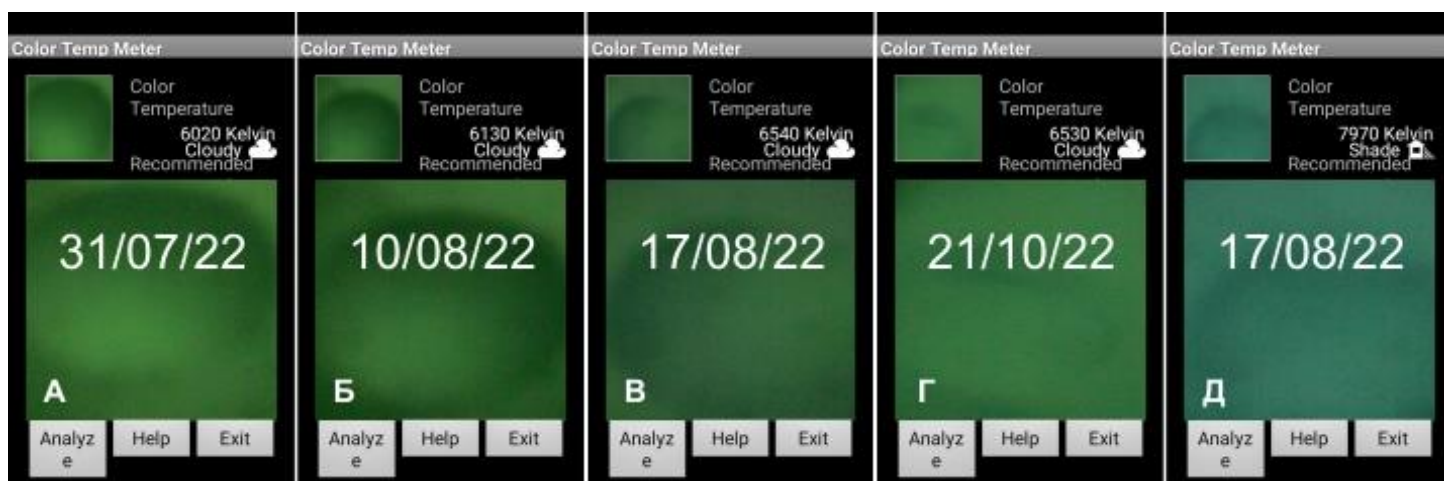 Color Temp Meter
Color
Temperature
6020 Kelvin
Cloudy
Recommended
31/07/22
А
Analyz
e
Help
Exit
Color Temp Meter
Color
Temperature
6130 Kelvin
Cloudy
Recommended
10/08/22
Б
Analyz
e
Help
Exit
Color Temp Meter
Color
Temperature
6540 Kelvin
Cloudy
Recommended
17/08/22
В
Analyz
e
Help
Exit
Color Temp Meter
Color
Temperature
6530 Kelvin
Cloudy
Recommended
21/10/22
Г
Analyz
e
Help
Exit
Color Temp Meter
Color
Temperature
7970 Kelvin
Shade
Recommended
17/08/22
Д
Analyz
e
Help
Exit